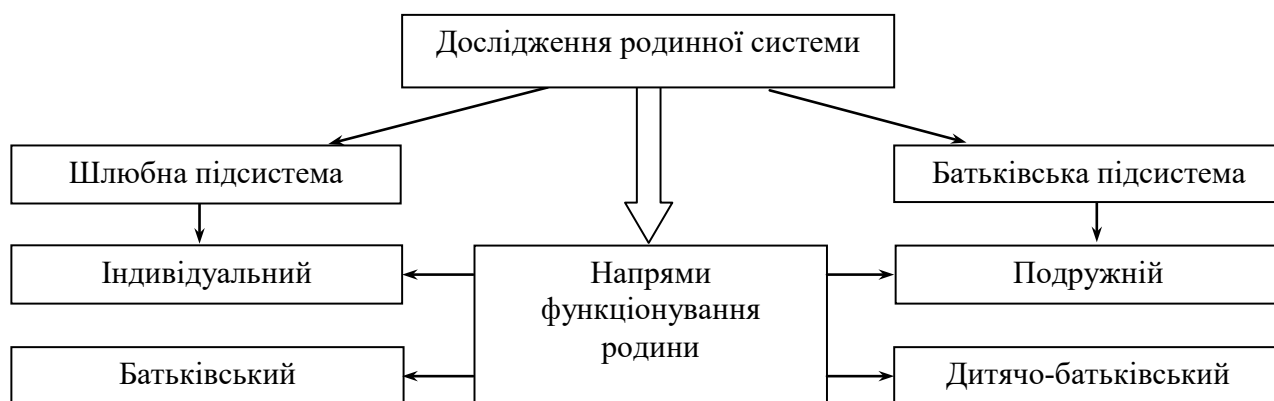 Дослідження родинної системи
Шлюбна підсистема
Батьківська підсистема
Індивідуальний
Напрями
функціонування
родини
Подружній
Батьківський
Дитячо-батьківський